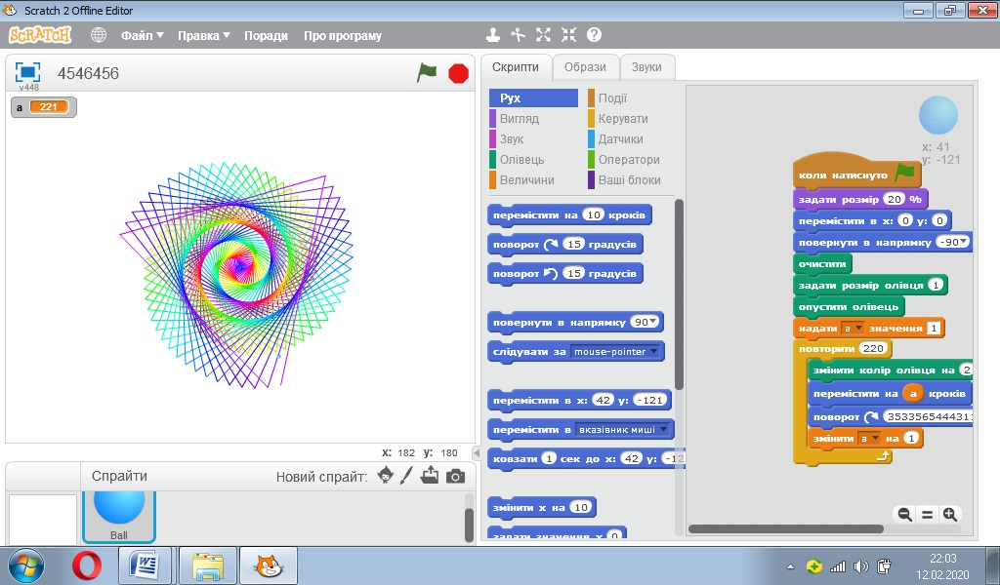 Scratch 2 Offline Editor
SCRATCH Файл Правка Поради Про програму
4546456
v448
a 221
x: 182 y: 180
Спрайти Новий спрайт:
Ball
Скрипти Образи Звуки
Рух Події
Вигляд Керувати
Звук Датчики
Олівець Оператори
Величини Ваші блоки
перемістити на 10 кроків
поворот 15 градусів
поворот 15 градусів
повернути в напрямку 90
слідувати за mouse-pointer
перемістити в x: 42 y: -121
перемістити в вказівник миші
ковзати 1 сек до x: 42 y: -12
змінити x на 10
задати значення x 0
x: 41
y: -121
коли натиснуто
задати розмір 20 %
перемістити в x: 0 y: 0
повернути в напрямку -90
очистити
задати розмір олівця 1
опустити олівець
надати a значення 1
повторити 220
змінити колір олівця на 2
перемістити на a кроків
поворот 3533565444311
змінити a на 1
22:03
12.02.2020